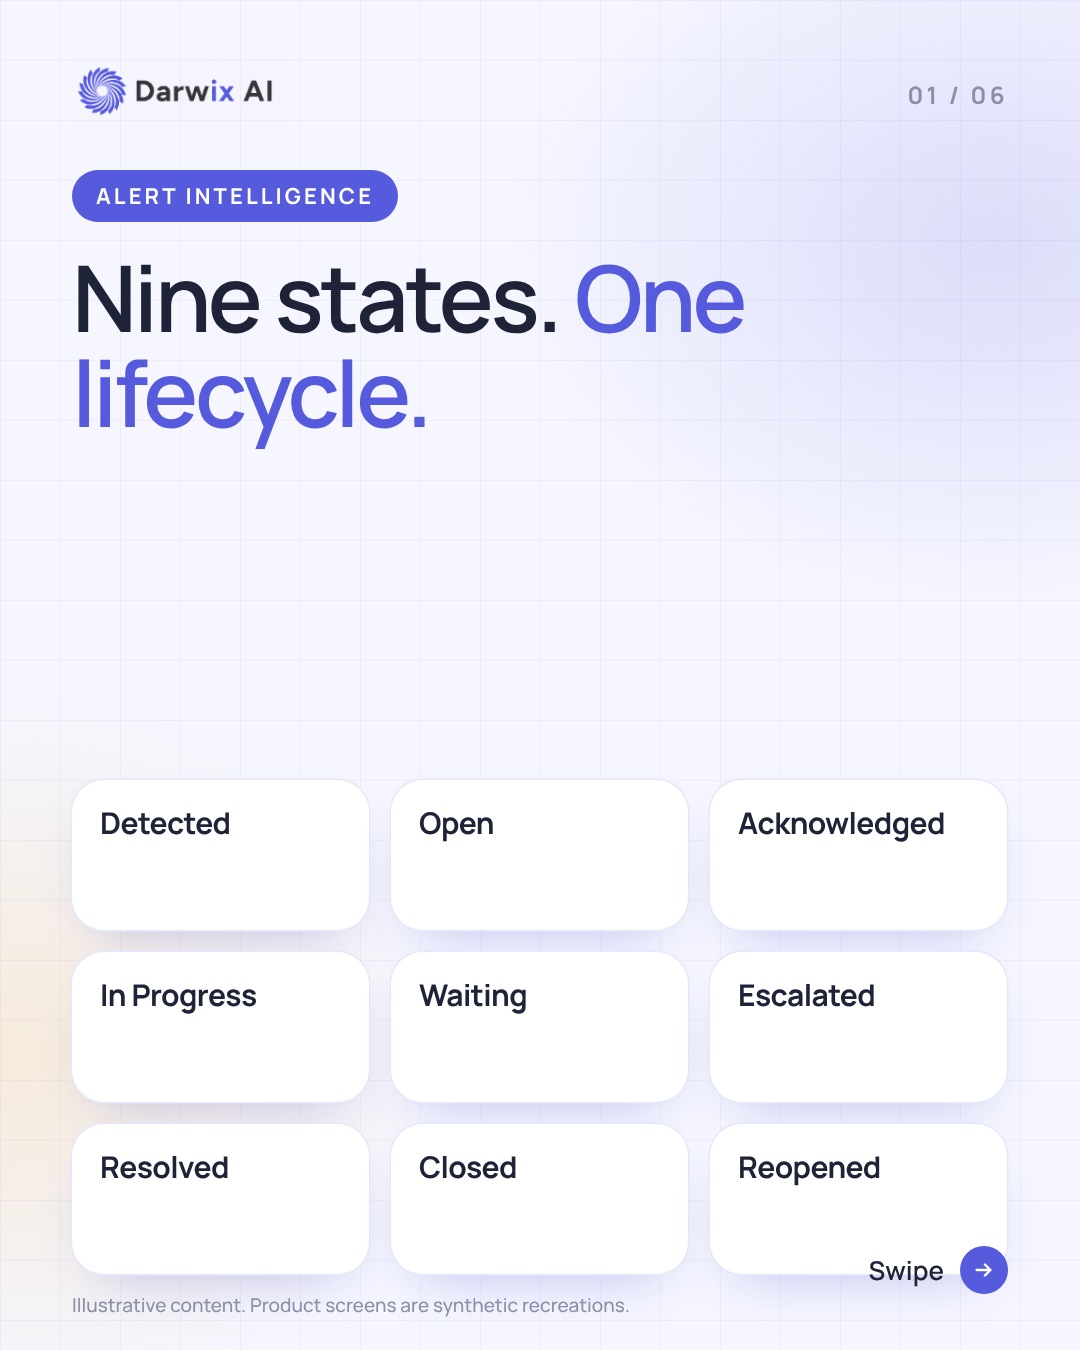 Darwix AI
01 / 06
ALERT INTELLIGENCE
Nine states. One
lifecycle.
Detected
Open
Acknowledged
In Progress
Waiting
Escalated
Resolved
Closed
Reopened
Swipe
Illustrative content. Product screens are synthetic recreations.